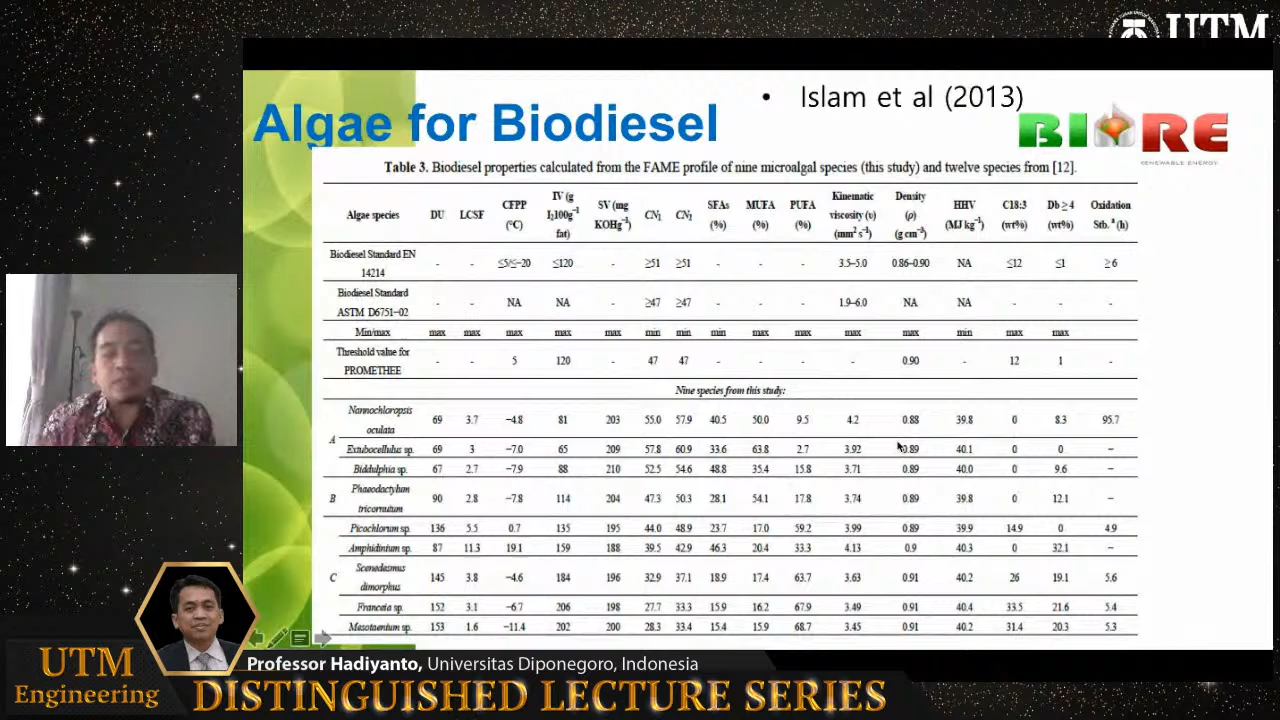 UTM
Algae for Biodiesel
• Islam et al (2013)
BIORE
RENEWABLE ENERGY
Table 3. Biodiesel properties calculated from the FAME profile of nine microalgal species (this study) and twelve species from [12].
Algae species DU LCSF CFPP (°C) IV (g I₂100g⁻¹ fat) SV (mg KOHg⁻¹) CN₁ CN₂ SFAs (%) MUFA (%) PUFA (%) Kinematic viscosity (υ) (mm² s⁻¹) Density (ρ) (g cm⁻³) HHV (MJ kg⁻¹) C18:3 (wt%) Db ≥ 4 (wt%) Oxidation Stb. ᵃ (h)
Biodiesel Standard EN 14214 - - ≤5/≤−20 ≤120 - ≥51 ≥51 - - - 3.5–5.0 0.86–0.90 NA ≤12 ≤1 ≥6
Biodiesel Standard ASTM D6751–02 - - NA NA - ≥47 ≥47 - - - 1.9–6.0 NA NA - - -
Min/max max max max max max min min min max max max max min max max
Threshold value for PROMETHEE - - 5 120 - 47 47 - - - - 0.90 - 12 1 -
Nine species from this study:
A
Nannochloropsis oculata 69 3.7 −4.8 81 203 55.0 57.9 40.5 50.0 9.5 4.2 0.88 39.8 0 8.3 95.7
Extubocellulus sp. 69 3 −7.0 65 209 57.8 60.9 33.6 63.8 2.7 3.92 0.89 40.1 0 0 –
Biddulphia sp. 67 2.7 −7.9 88 210 52.5 54.6 48.8 35.4 15.8 3.71 0.89 40.0 0 9.6 –
B
Phaeodactylum tricornutum 90 2.8 −7.8 114 204 47.3 50.3 28.1 54.1 17.8 3.74 0.89 39.8 0 12.1 –
Picochlorum sp. 136 5.5 0.7 135 195 44.0 48.9 23.7 17.0 59.2 3.99 0.89 39.9 14.9 0 4.9
Amphidinium sp. 87 11.3 19.1 159 188 39.5 42.9 46.3 20.4 33.3 4.13 0.9 40.3 0 32.1 –
C
Scenedesmus dimorphus 145 3.8 −4.6 184 196 32.9 37.1 18.9 17.4 63.7 3.63 0.91 40.2 26 19.1 5.6
Franceia sp. 152 3.1 −6.7 206 198 27.7 33.3 15.9 16.2 67.9 3.49 0.91 40.4 33.5 21.6 5.4
Mesotaenium sp. 153 1.6 −11.4 202 200 28.3 33.4 15.4 15.9 68.7 3.45 0.91 40.2 31.4 20.3 5.3
Professor Hadiyanto, Universitas Diponegoro, Indonesia
UTM
Engineering
DISTINGUISHED LECTURE SERIES